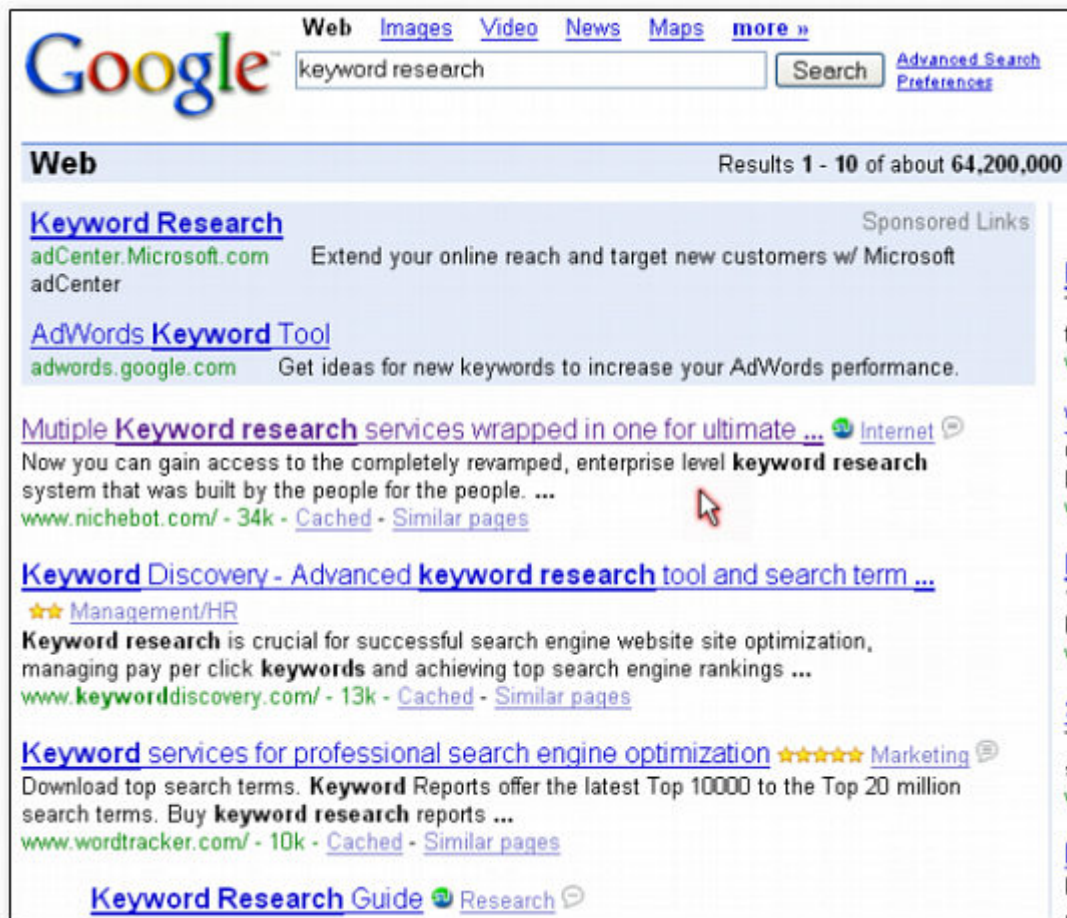 Google™
Web Images Video News Maps more »
keyword research Search Advanced Search
Preferences
Web Results 1 - 10 of about 64,200,000
Keyword Research Sponsored Links
adCenter.Microsoft.com Extend your online reach and target new customers w/ Microsoft
adCenter
AdWords Keyword Tool
adwords.google.com Get ideas for new keywords to increase your AdWords performance.
Mutiple Keyword research services wrapped in one for ultimate ... Internet
Now you can gain access to the completely revamped, enterprise level keyword research
system that was built by the people for the people. ...
www.nichebot.com/ - 34k - Cached - Similar pages
Keyword Discovery - Advanced keyword research tool and search term ...
Management/HR
Keyword research is crucial for successful search engine website site optimization,
managing pay per click keywords and achieving top search engine rankings ...
www.keyworddiscovery.com/ - 13k - Cached - Similar pages
Keyword services for professional search engine optimization Marketing
Download top search terms. Keyword Reports offer the latest Top 10000 to the Top 20 million
search terms. Buy keyword research reports ...
www.wordtracker.com/ - 10k - Cached - Similar pages
Keyword Research Guide Research